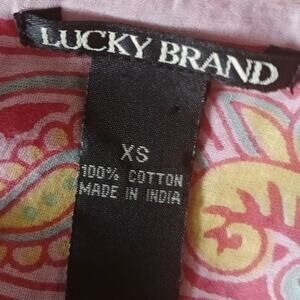 LUCKY BRAND
XS
100% COTTON
MADE IN INDIA